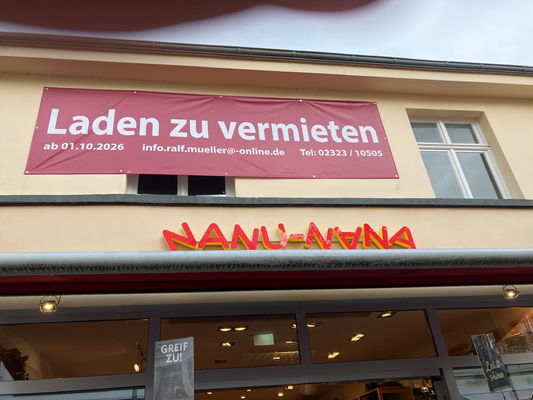 Laden zu vermieten
ab 01.10.2026 info.ralf.mueller@-online.de Tel: 02323 / 10505
NANU-NANA
GREIF
ZU!